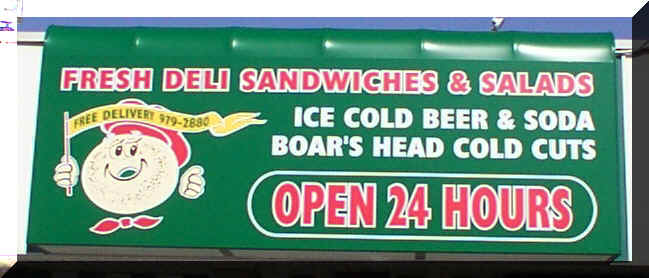 FRESH DELI SANDWICHES & SALADS
FREE DELIVERY 979-2880
ICE COLD BEER & SODA
BOAR'S HEAD COLD CUTS
OPEN 24 HOURS